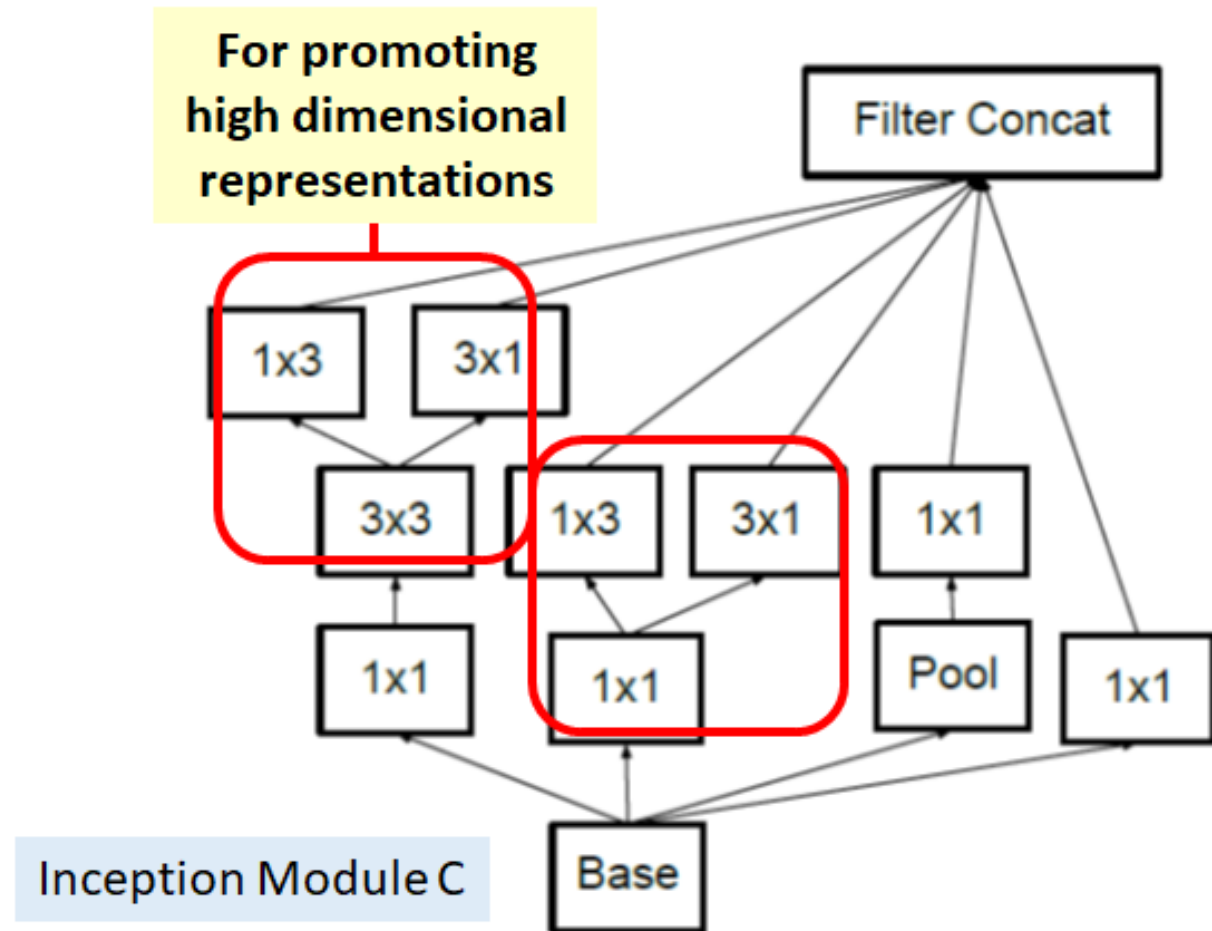 For promoting
high dimensional
representations
Filter Concat
1x3
3x1
3x3
1x3
3x1
1x1
1x1
1x1
Pool
1x1
Base
Inception Module C